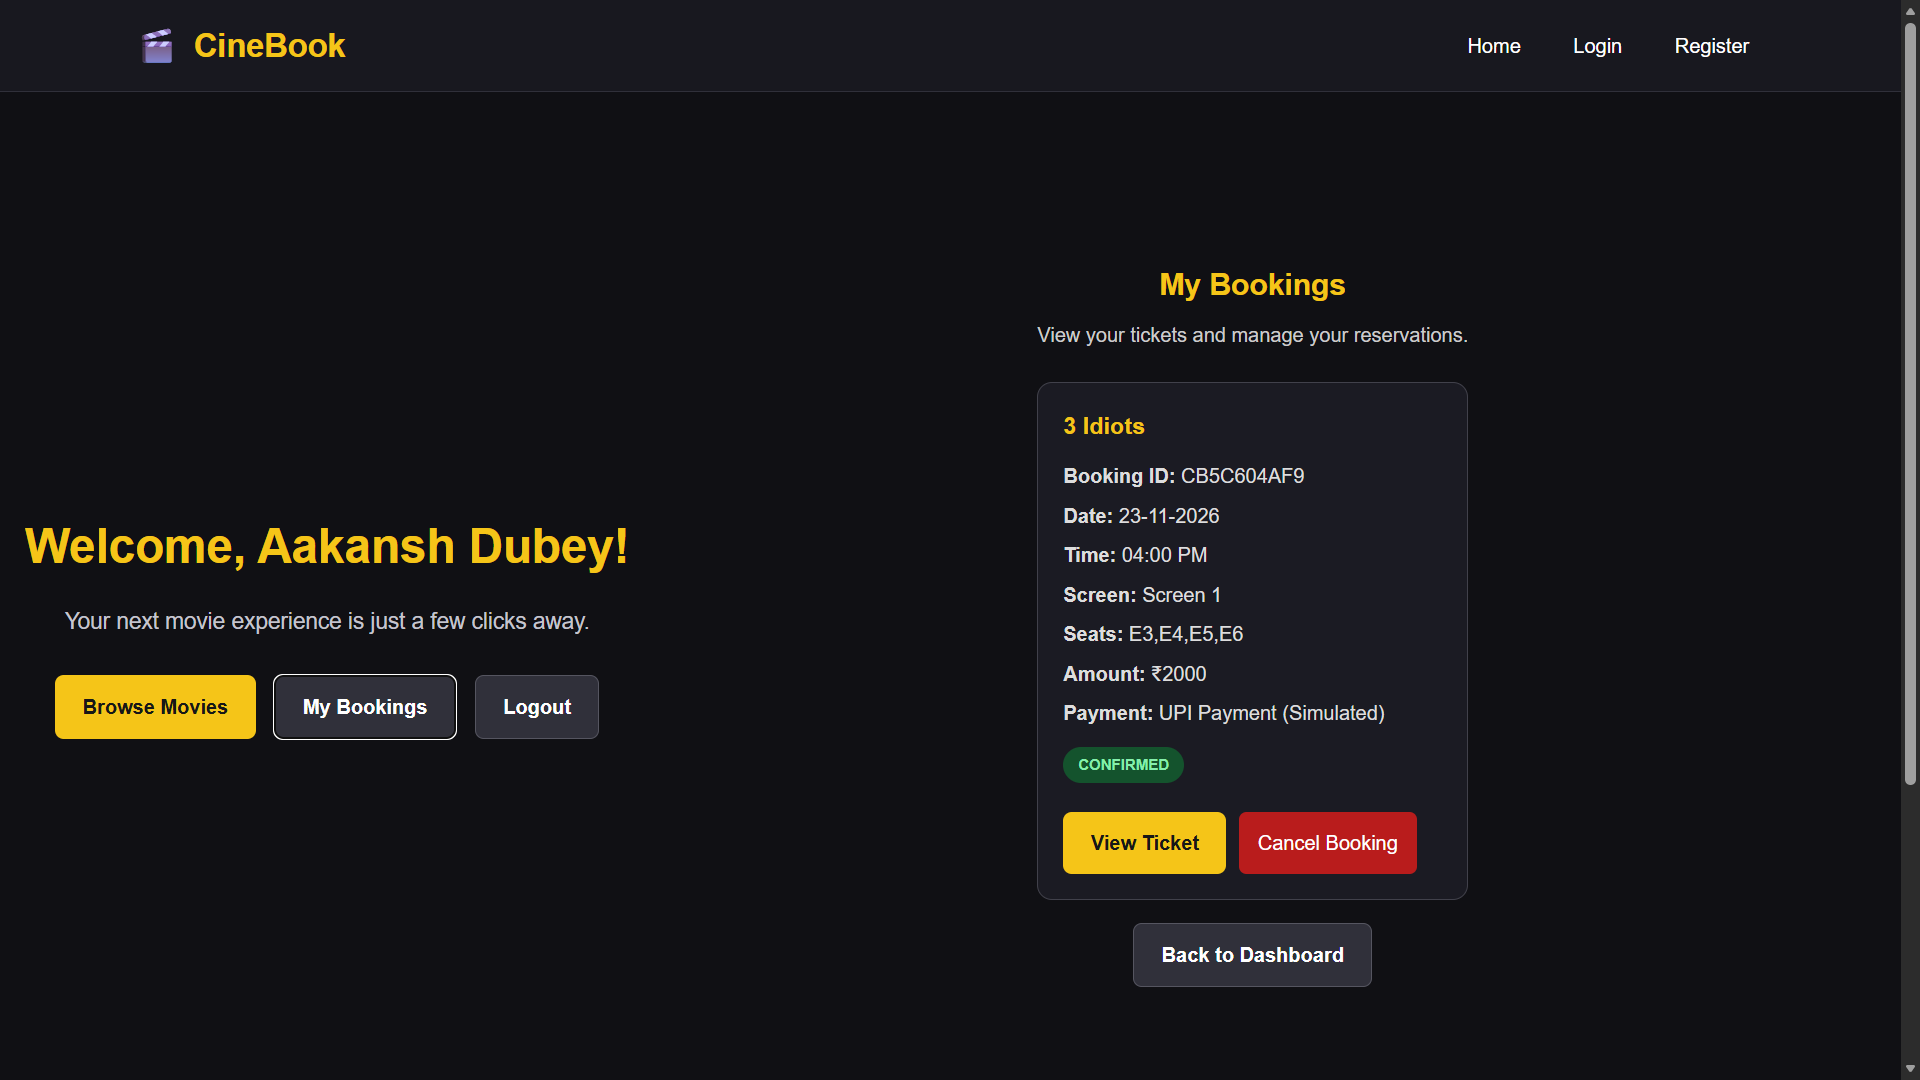 CineBook
Home Login Register
Welcome, Aakansh Dubey!
Your next movie experience is just a few clicks away.
Browse Movies
My Bookings
Logout
My Bookings
View your tickets and manage your reservations.
3 Idiots
Booking ID: CB5C604AF9
Date: 23-11-2026
Time: 04:00 PM
Screen: Screen 1
Seats: E3,E4,E5,E6
Amount: ₹2000
Payment: UPI Payment (Simulated)
CONFIRMED
View Ticket
Cancel Booking
Back to Dashboard